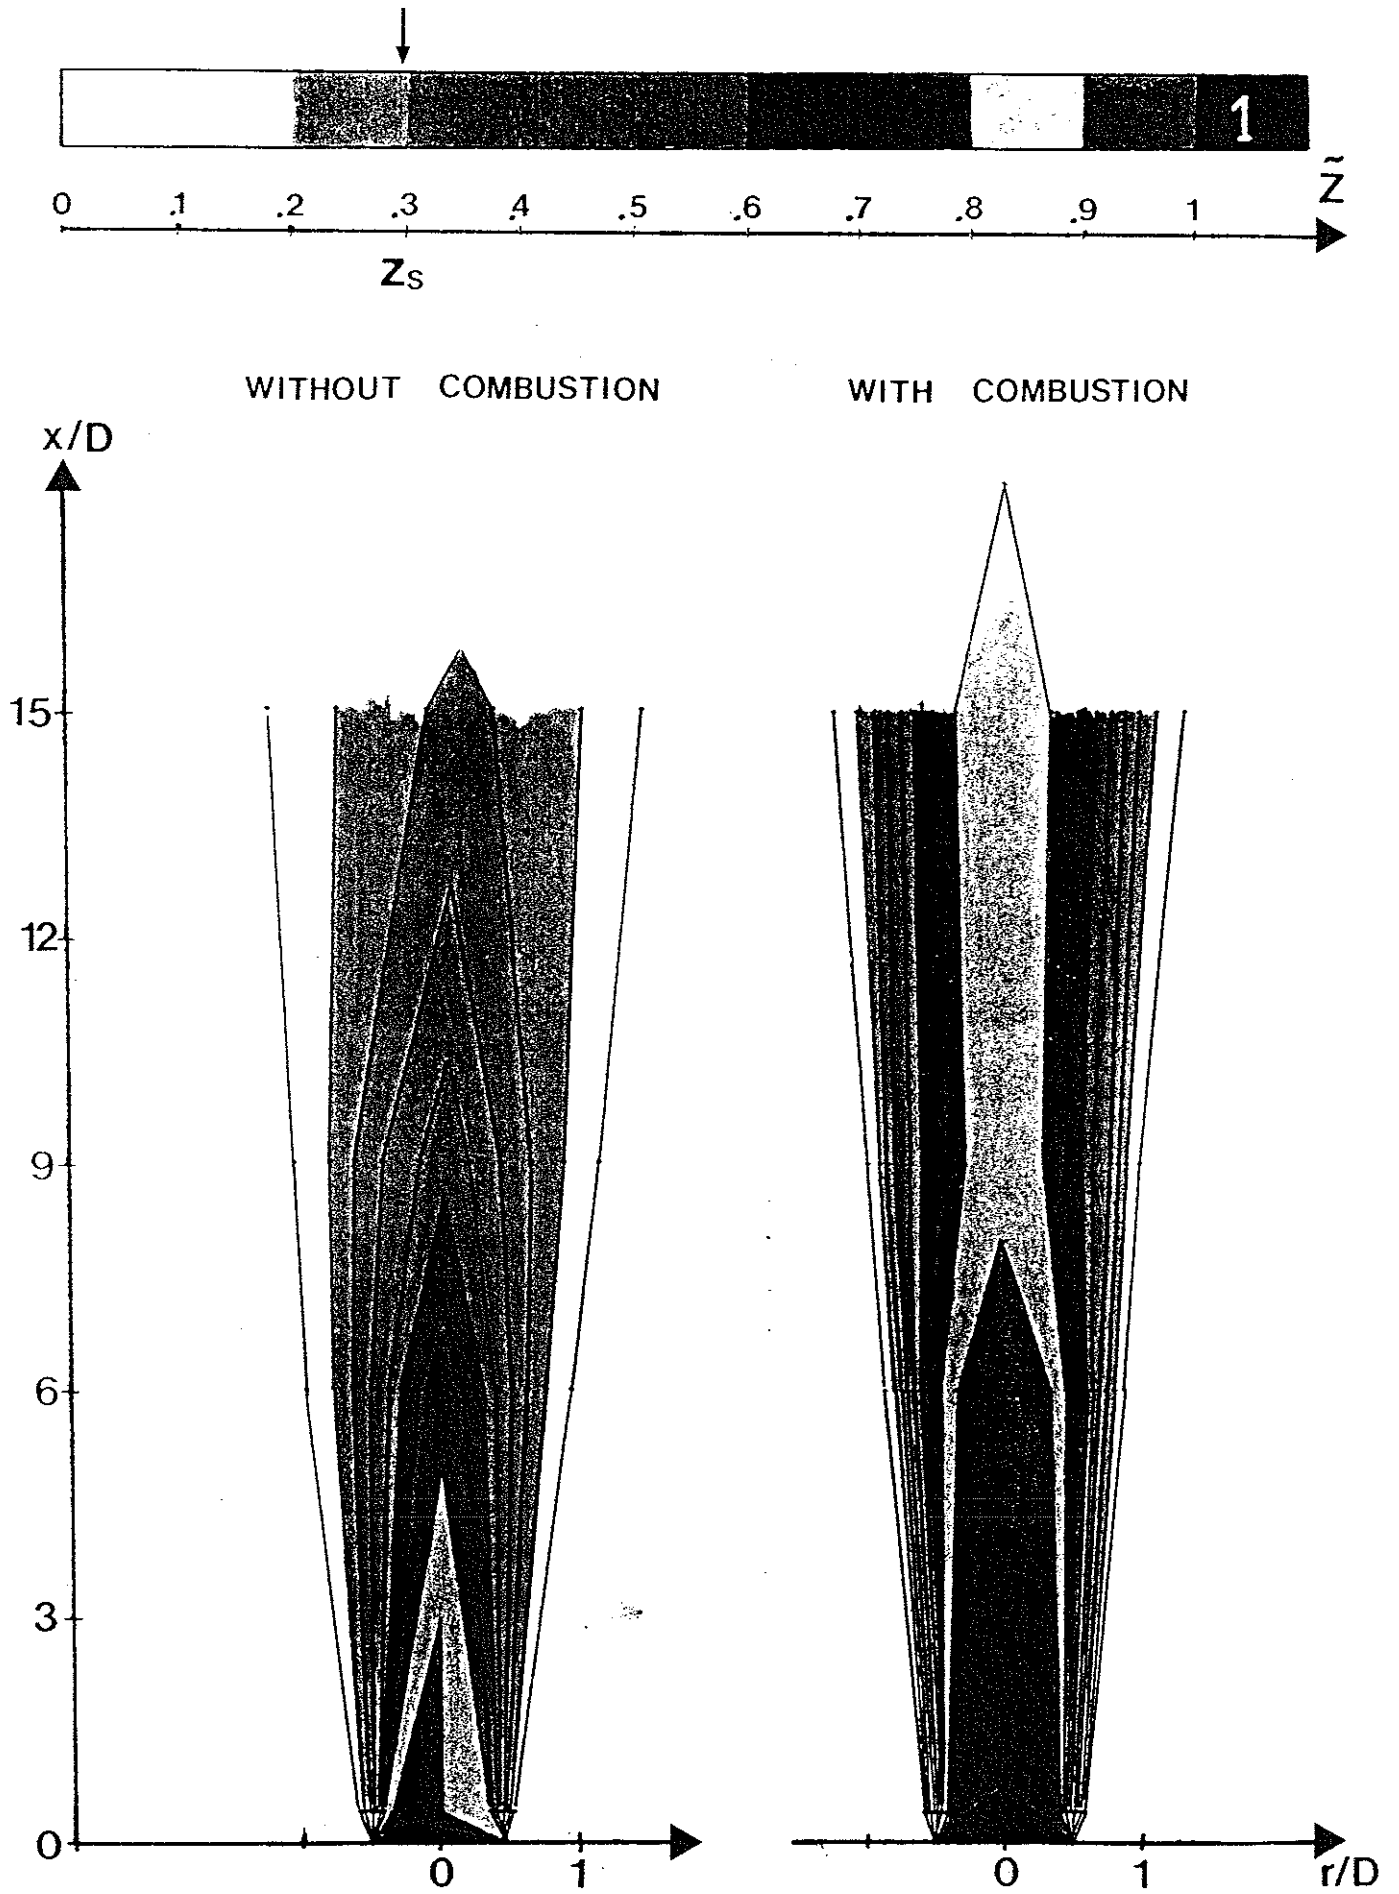 1
Z̃
0 .1 .2 .3 .4 .5 .6 .7 .8 .9 1
Zs
WITHOUT COMBUSTION
WITH COMBUSTION
x/D
15
12
9
6
3
0
0 1
0 1 r/D